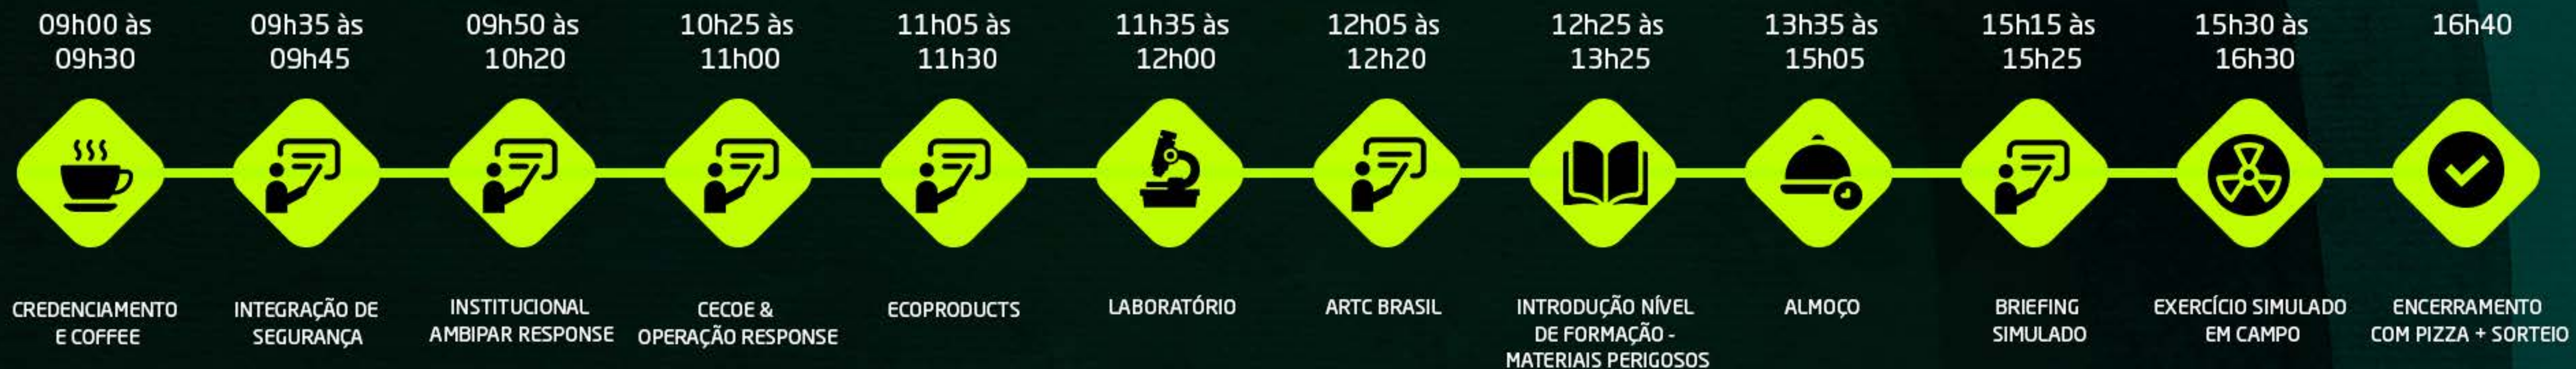 09h00 às
09h30
09h35 às
09h45
09h50 às
10h20
10h25 às
11h00
11h05 às
11h30
11h35 às
12h00
12h05 às
12h20
12h25 às
13h25
13h35 às
15h05
15h15 às
15h25
15h30 às
16h30
16h40
CREDENCIAMENTO
E COFFEE
INTEGRAÇÃO DE
SEGURANÇA
INSTITUCIONAL
AMBIPAR RESPONSE
CECOE &
OPERAÇÃO RESPONSE
ECOPRODUCTS
LABORATÓRIO
ARTC BRASIL
INTRODUÇÃO NÍVEL
DE FORMAÇÃO -
MATERIAIS PERIGOSOS
ALMOÇO
BRIEFING
SIMULADO
EXERCÍCIO SIMULADO
EM CAMPO
ENCERRAMENTO
COM PIZZA + SORTEIO